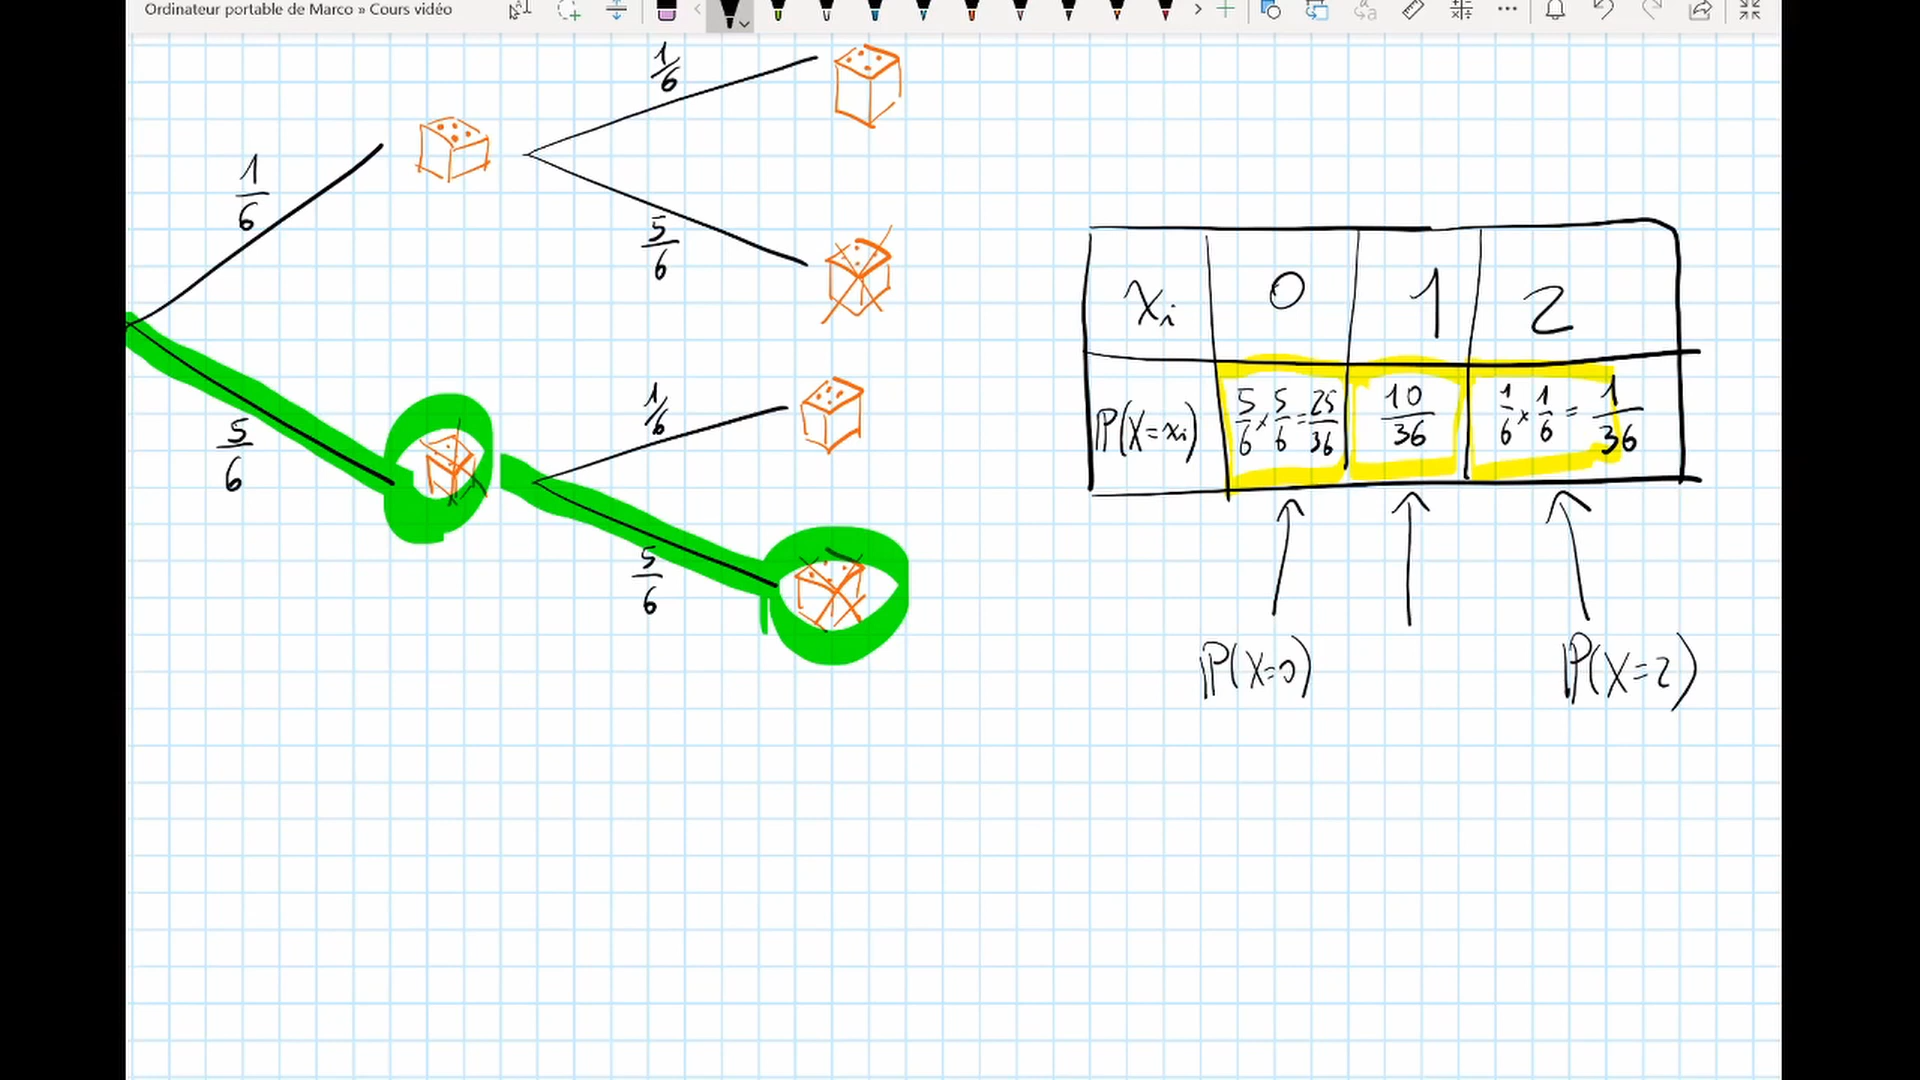 Ordinateur portable de Marco » Cours vidéo
1/6
1/6
5/6
5/6
1/6
5/6
xi 0 1 2
P(X=xi) 5/6 × 5/6 = 25/36 10/36 1/6 × 1/6 = 1/36
P(X=0) P(X=2)